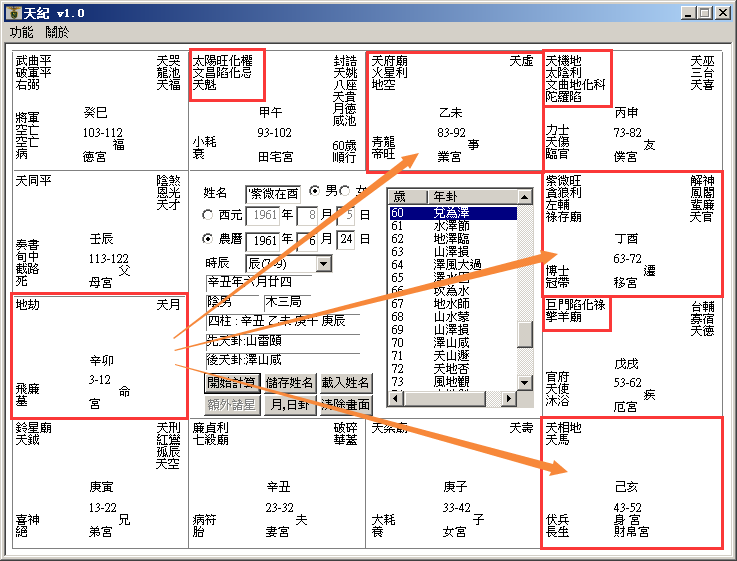 天紀 v1.0
功能 關於
武曲平 天哭
破軍平 龍池
右弼 天福
癸巳
將軍 103-112
空亡 福
空亡
病 德宮
太陽旺化權 封誥
文昌陷化忌 天姚
天魁 八座
天貴
月德
咸池
甲午
小耗 93-102 60歲
衰 田宅宮 順行
天府廟 天虛
火星利
地空
乙未
青龍 83-92 事
帝旺 業宮
天機地 天巫
太陰利 三台
文曲地化科 天喜
陀羅陷
丙申
力士 73-82
天傷 友
臨官 僕宮
天同平 陰煞
恩光
天才
壬辰
奏書 113-122
旬中 父
截路
死 母宮
姓名 '紫微在酉 男 女
西元 1961 年 8 月 5 日
農曆 1961 年 6 月 24 日
時辰 辰(7-9)
辛丑年六月廿四
陰男 木三局
四柱 : 辛丑 乙未 庚午 庚辰
先天卦:山雷頤
後天卦:澤山咸
開始計算 儲存姓名 載入姓名
額外諸星 月,日卦 清除畫面
歲 年卦
60 兌為澤
61 水澤節
62 地澤臨
63 山澤損
64 澤風大過
65 澤水困
66 坎為水
67 地水師
68 山水蒙
69 山澤損
70 澤山咸
71 天山遯
72 天地否
73 風地觀
紫微旺 解神
貪狼利 鳳閣
左輔 蜚廉
祿存廟 天官
丁酉
博士 63-72 遷
冠帶 移宮
地劫 天月
辛卯
飛廉 3-12 命
墓 宮
巨門陷化祿 台輔
擎羊廟 寡宿
天德
戊戌
官府 53-62
天使 疾
沐浴 厄宮
鈴星廟 天刑
天鉞 紅鸞
孤辰
天空
庚寅
13-22
喜神 兄
絕 弟宮
廉貞利 破碎
七殺廟 華蓋
辛丑
23-32
病符 夫
胎 妻宮
天梁廟 天壽
庚子
33-42
大耗 子
養 女宮
天相地
天馬
己亥
43-52
伏兵 身 宮
長生 財帛宮